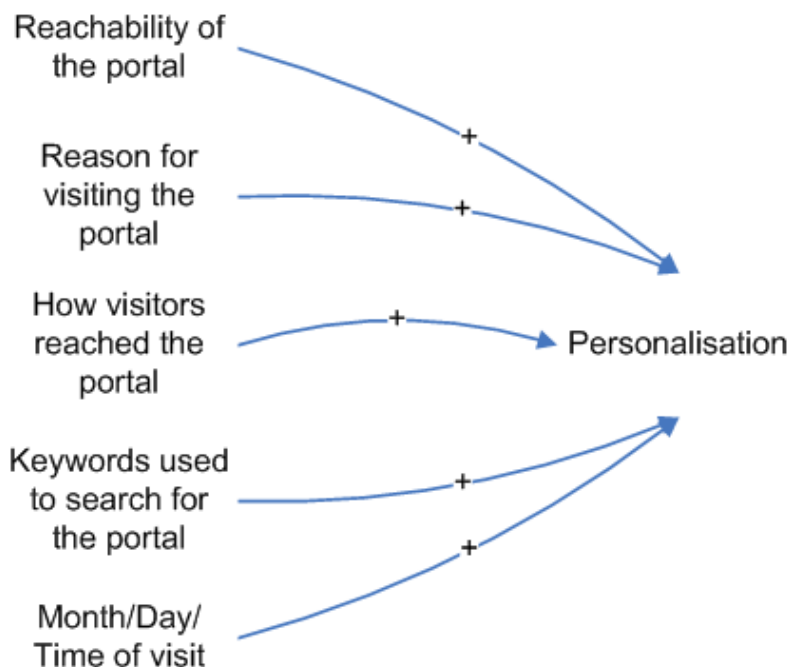 Reachability of
the portal
+
Reason for
visiting the
portal
+
How visitors
reached the
portal
+
Personalisation
Keywords used
to search for
the portal
+
Month/Day/
Time of visit
+